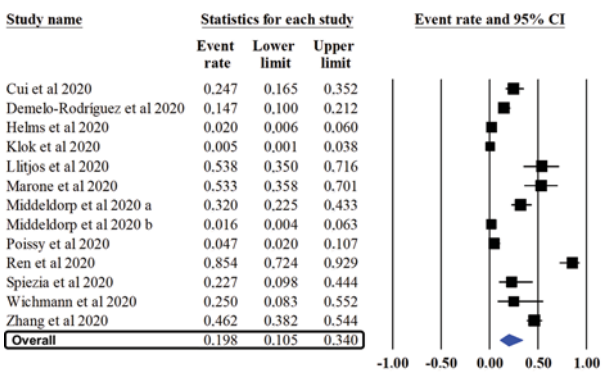 Study name Statistics for each study Event rate and 95% CI
Event Lower Upper
rate limit limit
Cui et al 2020 0.247 0.165 0.352
Demelo-Rodríguez et al 2020 0.147 0.100 0.212
Helms et al 2020 0.020 0.006 0.060
Klok et al 2020 0.005 0.001 0.038
Llitjos et al 2020 0.538 0.350 0.716
Marone et al 2020 0.533 0.358 0.701
Middeldorp et al 2020 a 0.320 0.225 0.433
Middeldorp et al 2020 b 0.016 0.004 0.063
Poissy et al 2020 0.047 0.020 0.107
Ren et al 2020 0.854 0.724 0.929
Spiezia et al 2020 0.227 0.098 0.444
Wichmann et al 2020 0.250 0.083 0.552
Zhang et al 2020 0.462 0.382 0.544
Overall 0.198 0.105 0.340
-1.00 -0.50 0.00 0.50 1.00